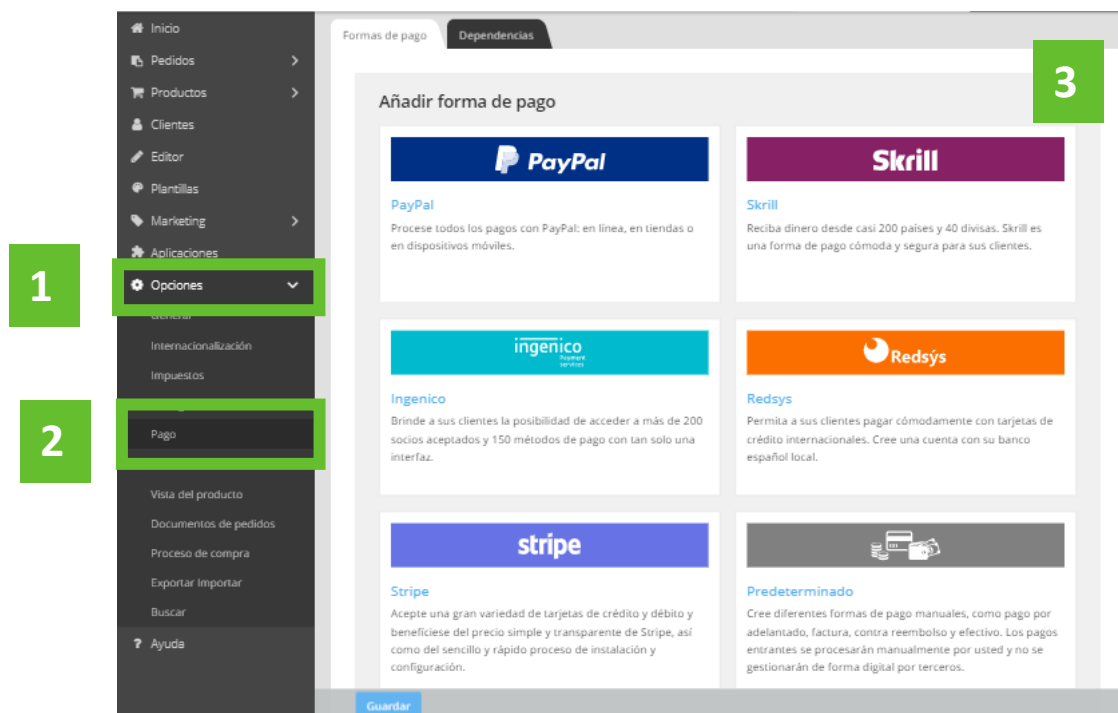 Inicio
Pedidos
Productos
Clientes
Editor
Plantillas
Marketing
Aplicaciones
1
Opciones
General
Internacionalización
Impuestos
2
Pago
Vista del producto
Documentos de pedidos
Proceso de compra
Exportar Importar
Buscar
? Ayuda
Formas de pago
Dependencias
3
Añadir forma de pago
PayPal
PayPal
Procese todos los pagos con PayPal: en línea, en tiendas o
en dispositivos móviles.
Skrill
Skrill
Reciba dinero desde casi 200 países y 40 divisas. Skrill es
una forma de pago cómoda y segura para sus clientes.
ingenico
Payment
Services
Ingenico
Brinde a sus clientes la posibilidad de acceder a más de 200
socios aceptados y 150 métodos de pago con tan solo una
interfaz.
Redsýs
Redsys
Permita a sus clientes pagar cómodamente con tarjetas de
crédito internacionales. Cree una cuenta con su banco
español local.
stripe
Stripe
Acepte una gran variedad de tarjetas de crédito y débito y
benefíciese del precio simple y transparente de Stripe, así
como del sencillo y rápido proceso de instalación y
configuración.
Predeterminado
Cree diferentes formas de pago manuales, como pago por
adelantado, factura, contra reembolso y efectivo. Los pagos
entrantes se procesarán manualmente por usted y no se
gestionarán de forma digital por terceros.
Guardar